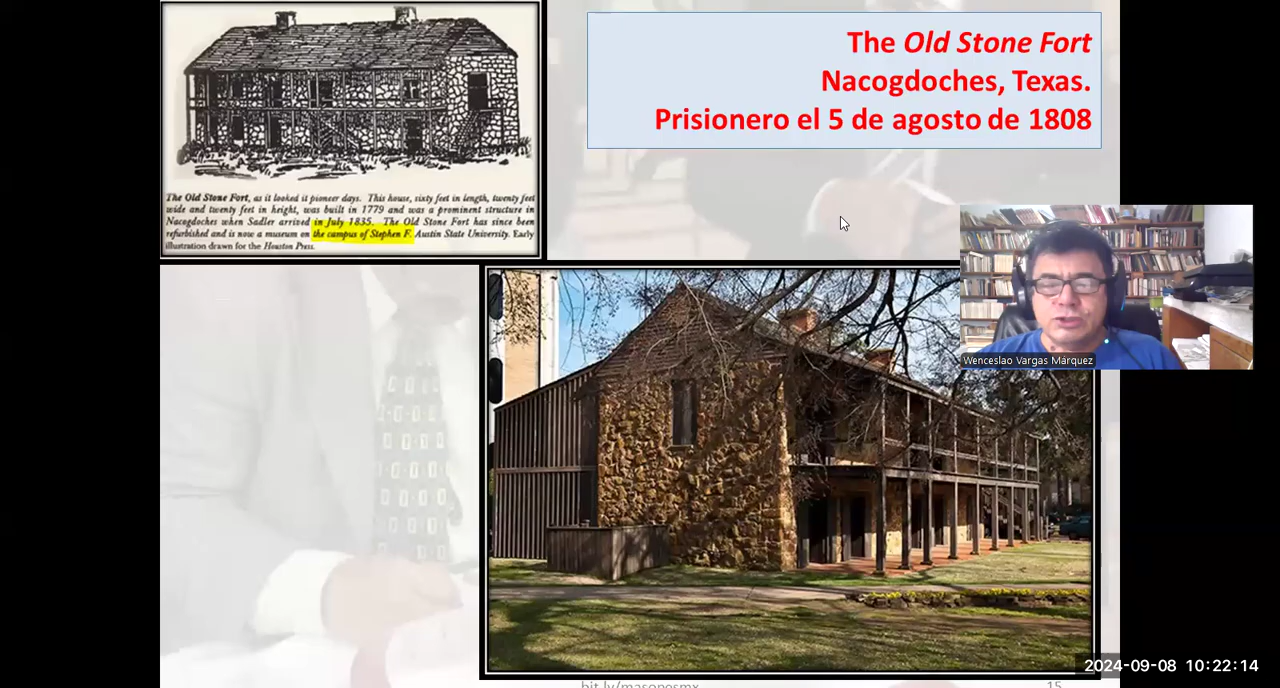 The Old Stone Fort
Nacogdoches, Texas.
Prisionero el 5 de agosto de 1808
The Old Stone Fort, as it looked it pioneer days. This house, sixty feet in length, twenty feet
wide and twenty feet in height, was built in 1779 and was a prominent structure in
Nacogdoches when Sadler arrived in July 1835. The Old Stone Fort has since been
refurbished and is now a museum on the campus of Stephen F. Austin State University. Early
illustration drawn for the Houston Press.
Wenceslao Vargas Márquez
2024-09-08 10:22:14
bit.ly/masonesmx
15